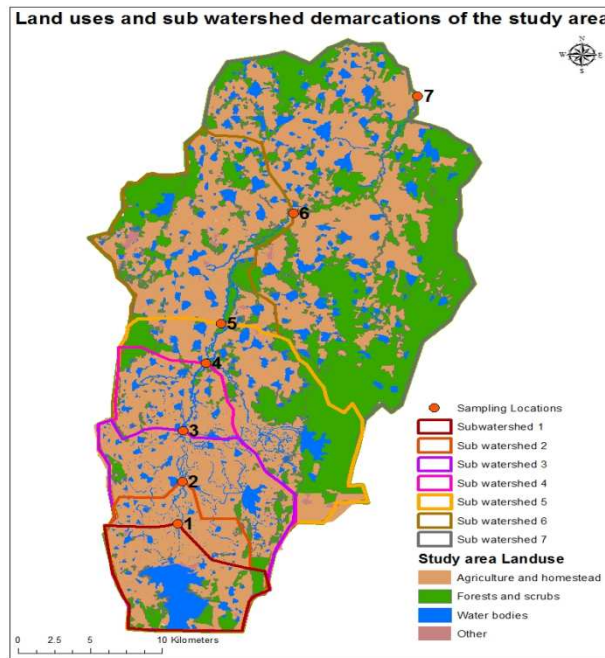 Land uses and sub watershed demarcations of the study area
N
W E
S
7
6
5
4
3
2
1
Sampling Locations
Subwatershed 1
Sub watershed 2
Sub watershed 3
Sub watershed 4
Sub watershed 5
Sub watershed 6
Sub watershed 7
Study area Landuse
Agriculture and homestead
Forests and scrubs
Water bodies
Other
0 2.5 5 10 Kilometers